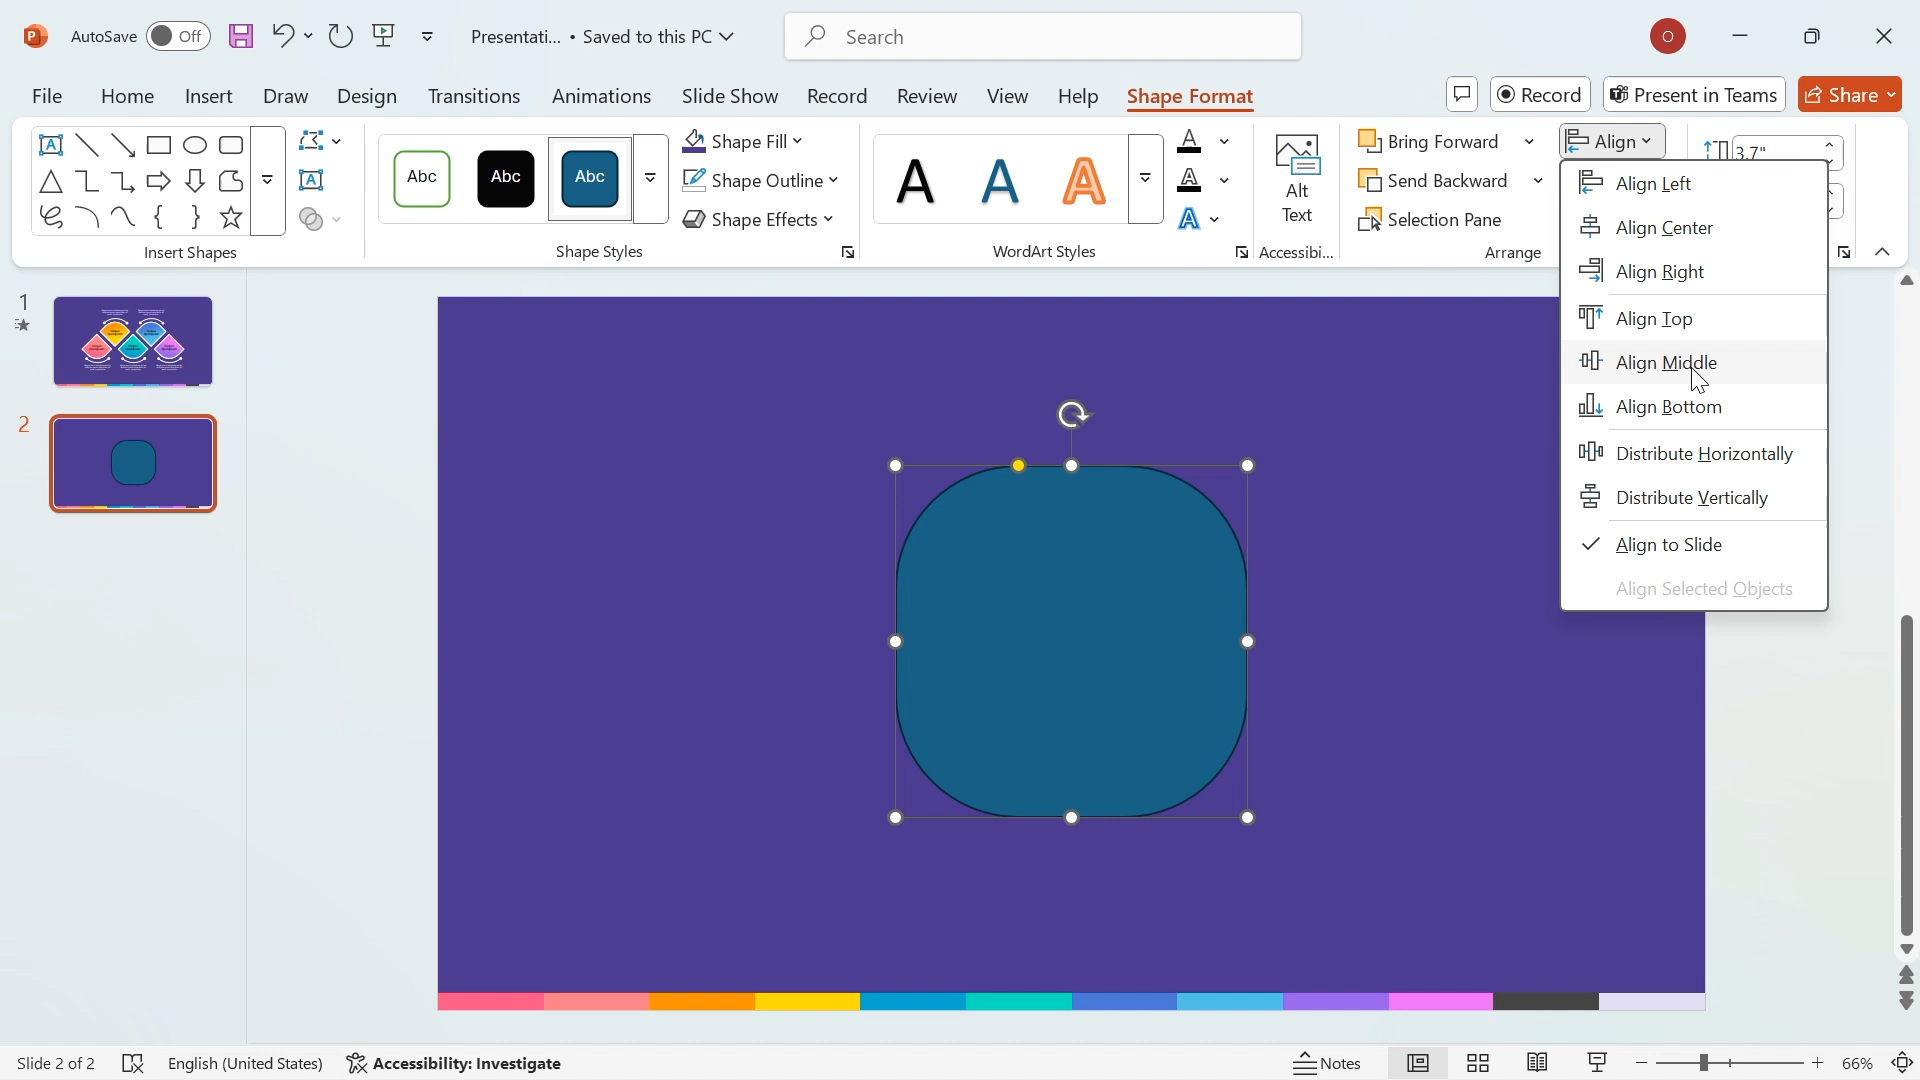 AutoSave Off Presentati... • Saved to this PC Search O
File Home Insert Draw Design Transitions Animations Slide Show Record Review View Help Shape Format Record Present in Teams Share
A
Abc Abc Abc
Shape Fill
Shape Outline
Shape Effects
A A A
A
A
A
Alt
Text
Bring Forward
Send Backward
Selection Pane
Align
3.7"
Insert Shapes Shape Styles WordArt Styles Accessibi... Arrange
Align Left
Align Center
Align Right
Align Top
Align Middle
Align Bottom
Distribute Horizontally
Distribute Vertically
Align to Slide
Align Selected Objects
1
2
Slide 2 of 2 English (United States) Accessibility: Investigate Notes 66%